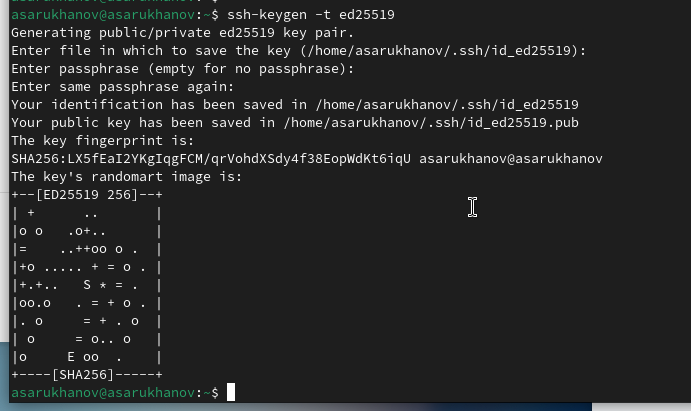 asarukhanov@asarukhanov:~$ ssh-keygen -t ed25519
Generating public/private ed25519 key pair.
Enter file in which to save the key (/home/asarukhanov/.ssh/id_ed25519):
Enter passphrase (empty for no passphrase):
Enter same passphrase again:
Your identification has been saved in /home/asarukhanov/.ssh/id_ed25519
Your public key has been saved in /home/asarukhanov/.ssh/id_ed25519.pub
The key fingerprint is:
SHA256:LX5fEaI2YKgIqgFCM/qrVohdXSdy4f38EopWdKt6iqU asarukhanov@asarukhanov
The key's randomart image is:
+--[ED25519 256]--+
| +      ..       |
|o o   .o+..      |
|=    ..++oo o .  |
|+o ..... + = o . |
|+.+..   S * = .  |
|oo.o   . = + o . |
|. o     = + . o  |
| o     = o.. o   |
|o     E oo  .    |
+----[SHA256]-----+
asarukhanov@asarukhanov:~$